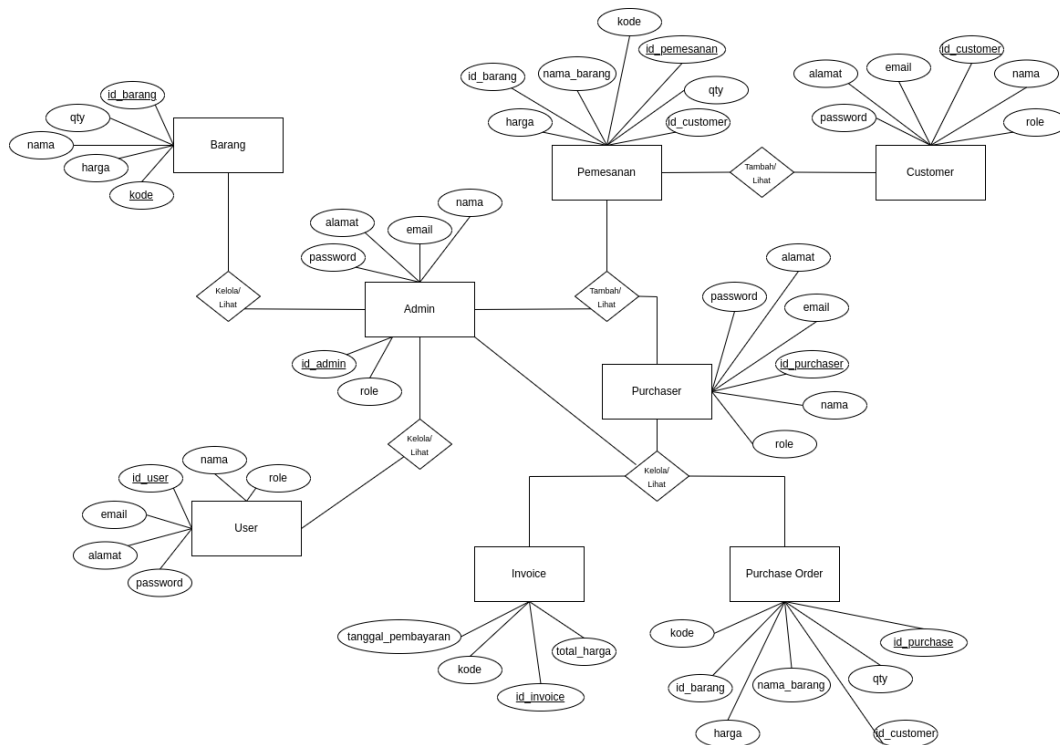 kode
id_pemesanan
id_barang
nama_barang
qty
harga
id_customer
Pemesanan
id_customer
email
alamat
nama
password
role
Customer
Tambah/
Lihat
id_barang
qty
nama
harga
kode
Barang
Kelola/
Lihat
nama
alamat
email
password
Admin
id_admin
role
Tambah/
Lihat
alamat
password
email
id_purchaser
nama
role
Purchaser
Kelola/
Lihat
nama
id_user
role
email
alamat
password
User
Kelola/
Lihat
Invoice
tanggal_pembayaran
kode
total_harga
id_invoice
Purchase Order
kode
id_purchase
id_barang
nama_barang
qty
harga
id_customer